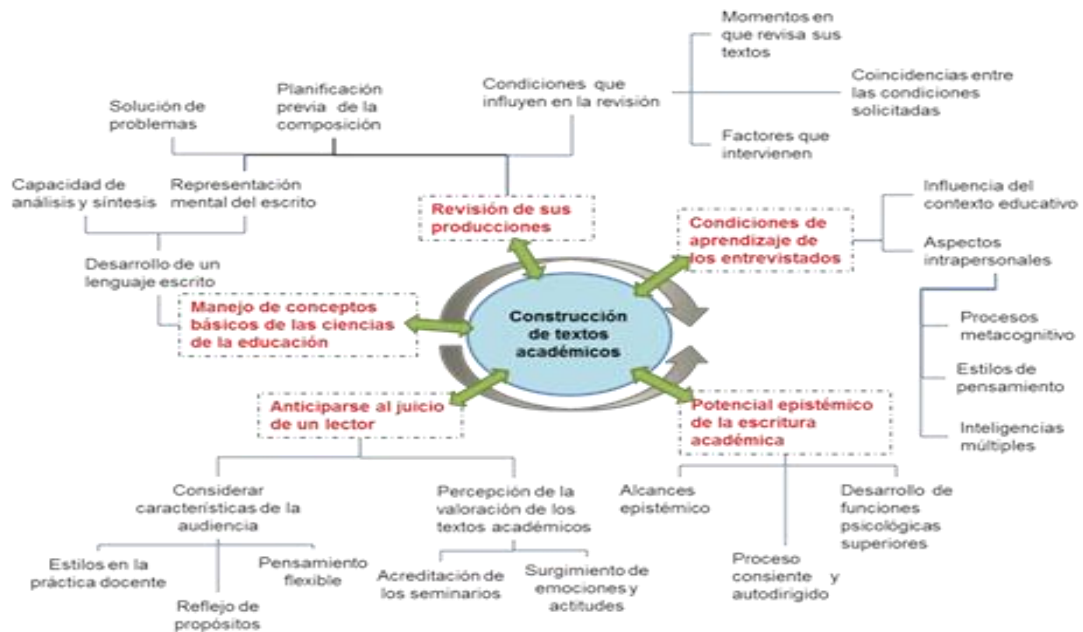 Momentos en
que revisa sus
textos
Condiciones que
influyen en la revisión
Coincidencias entre
las condiciones
solicitadas
Factores que
intervienen
Planificación
previa de la
composición
Solución de
problemas
Capacidad de
análisis y síntesis
Representación
mental del escrito
Desarrollo de un
lenguaje escrito
Revisión de sus
producciones
Condiciones de
aprendizaje de
los entrevistados
Influencia del
contexto educativo
Aspectos
intrapersonales
Procesos
metacognitivo
Estilos de
pensamiento
Inteligencias
múltiples
Manejo de conceptos
básicos de las ciencias
de la educación
Construcción
de textos
académicos
Anticiparse al juicio
de un lector
Potencial epistémico
de la escritura
académica
Considerar
características de la
audiencia
Estilos en la
práctica docente
Reflejo de
propósitos
Pensamiento
flexible
Percepción de la
valoración de los
textos académicos
Acreditación de
los seminarios
Surgimiento de
emociones y
actitudes
Alcances
epistémico
Proceso
consiente y
autodirigido
Desarrollo de
funciones
psicológicas
superiores